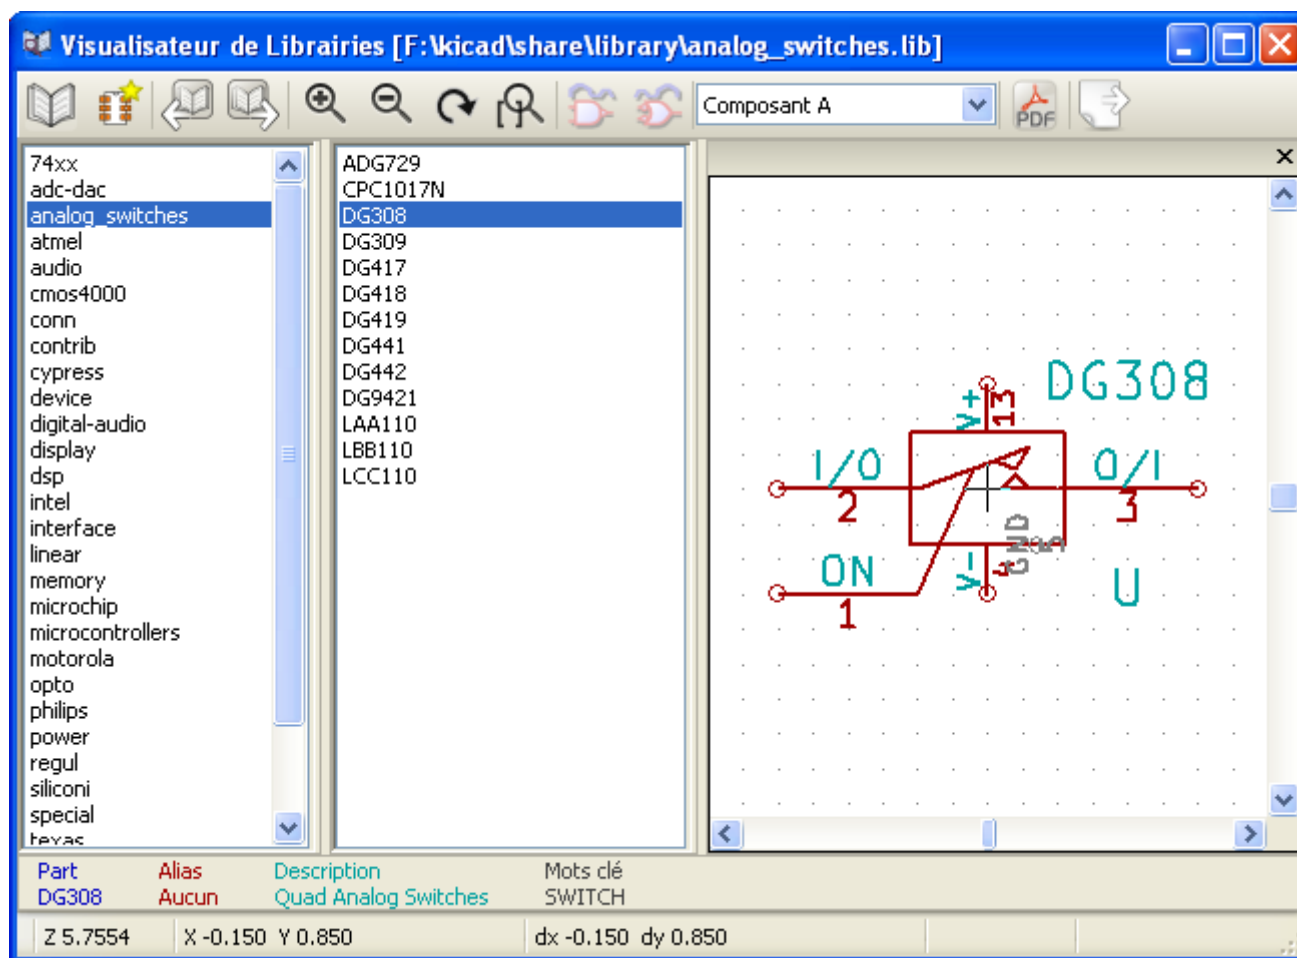 Visualisateur de Librairies [F:\kicad\share\library\analog_switches.lib]
Composant A
PDF
74xx
adc-dac
analog_switches
atmel
audio
cmos4000
conn
contrib
cypress
device
digital-audio
display
dsp
intel
interface
linear
memory
microchip
microcontrollers
motorola
opto
philips
power
regul
siliconi
special
texas
ADG729
CPC1017N
DG308
DG309
DG417
DG418
DG419
DG441
DG442
DG9421
LAA110
LBB110
LCC110
DG308
V+
13
I/O
2
O/I
3
GND
ON
1
V-
4
U
Part Alias Description Mots clé
DG308 Aucun Quad Analog Switches SWITCH
Z 5.7554 X -0.150 Y 0.850 dx -0.150 dy 0.850